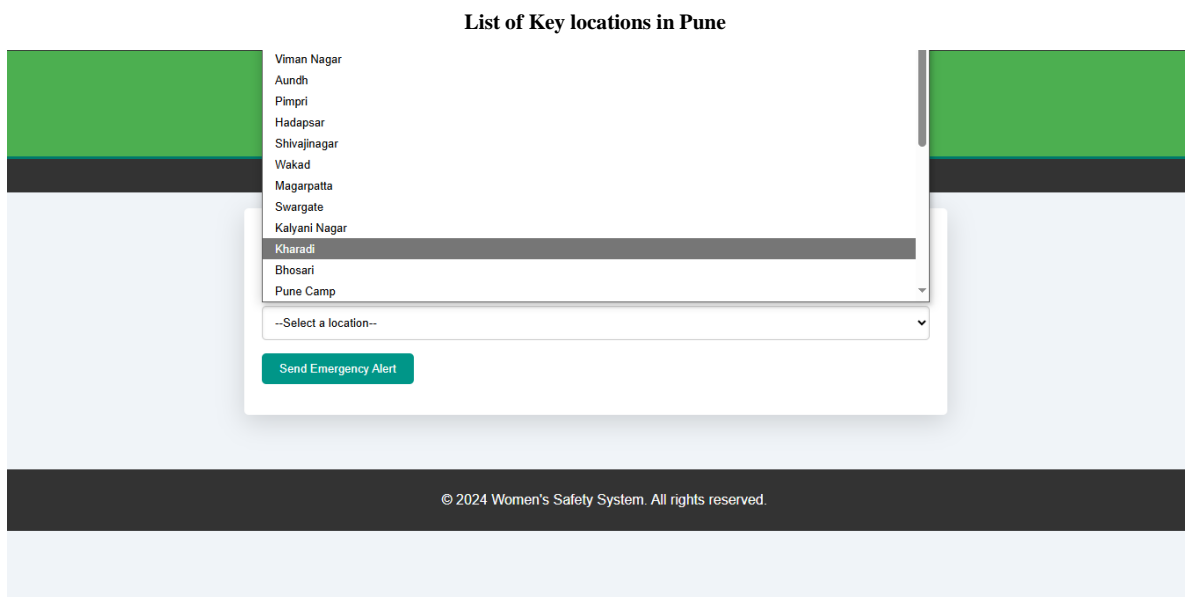 List of Key locations in Pune
Viman Nagar
Aundh
Pimpri
Hadapsar
Shivajinagar
Wakad
Magarpatta
Swargate
Kalyani Nagar
Kharadi
Bhosari
Pune Camp
--Select a location--
Send Emergency Alert
© 2024 Women's Safety System. All rights reserved.